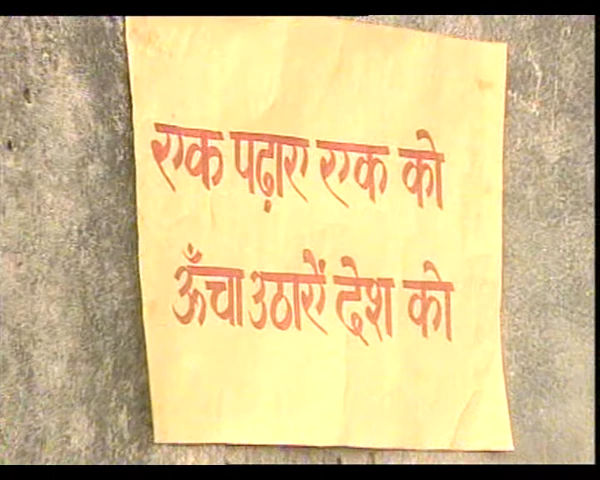 एक पढ़ाए एक को
ऊँचा उठाऐं देश को